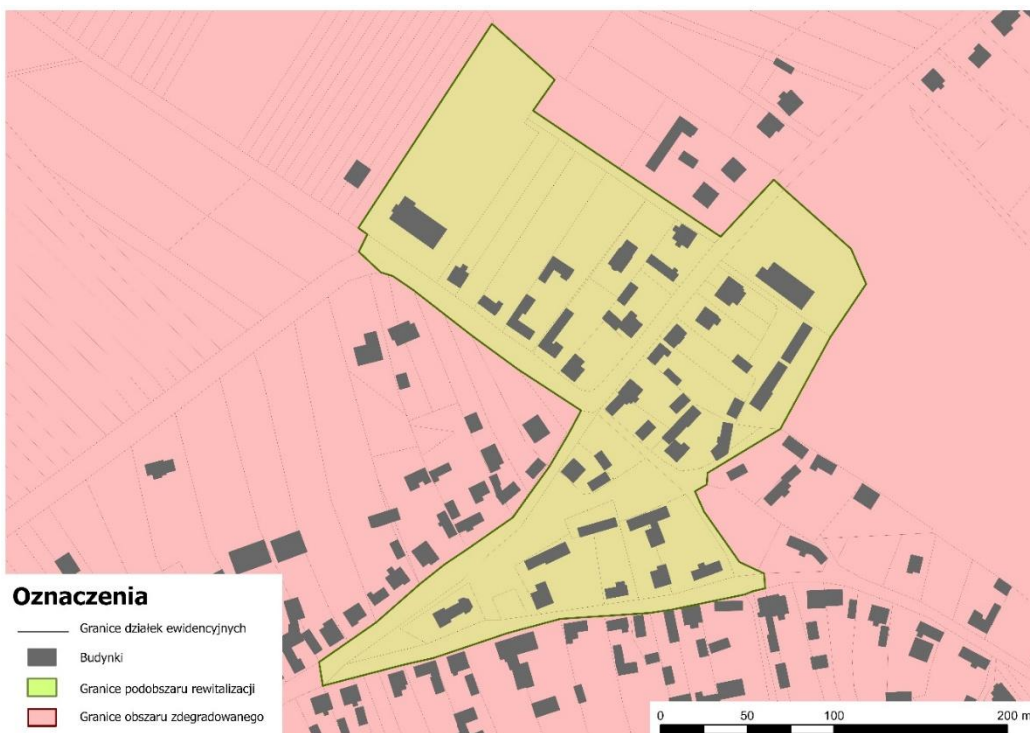 Oznaczenia
Granice działek ewidencyjnych
Budynki
Granice podobszaru rewitalizacji
Granice obszaru zdegradowanego
0 50 100 200 m